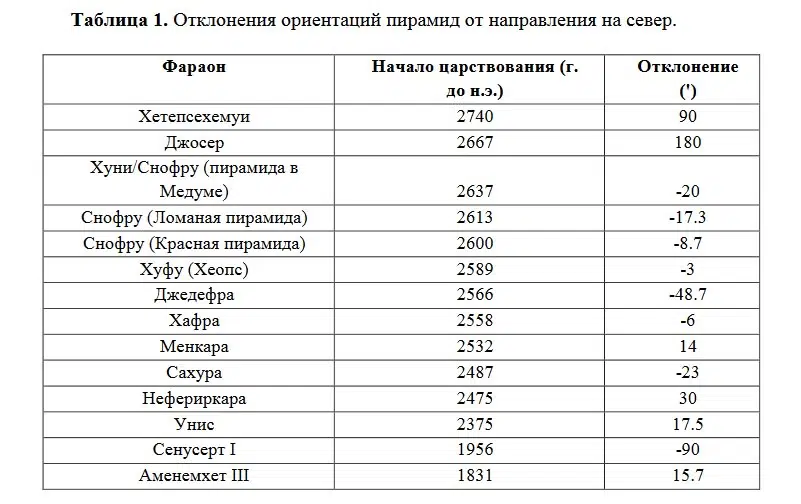 Таблица 1. Отклонения ориентаций пирамид от направления на север.
Фараон Начало царствования (г. Отклонение
до н.э.) (')
Хетепсехемуи 2740 90
Джосер 2667 180
Хуни/Снофру (пирамида в
Медуме) 2637 -20
Снофру (Ломаная пирамида) 2613 -17.3
Снофру (Красная пирамида) 2600 -8.7
Хуфу (Хеопс) 2589 -3
Джедефра 2566 -48.7
Хафра 2558 -6
Менкара 2532 14
Сахура 2487 -23
Нефериркара 2475 30
Унис 2375 17.5
Сенусерт I 1956 -90
Аменемхет III 1831 15.7